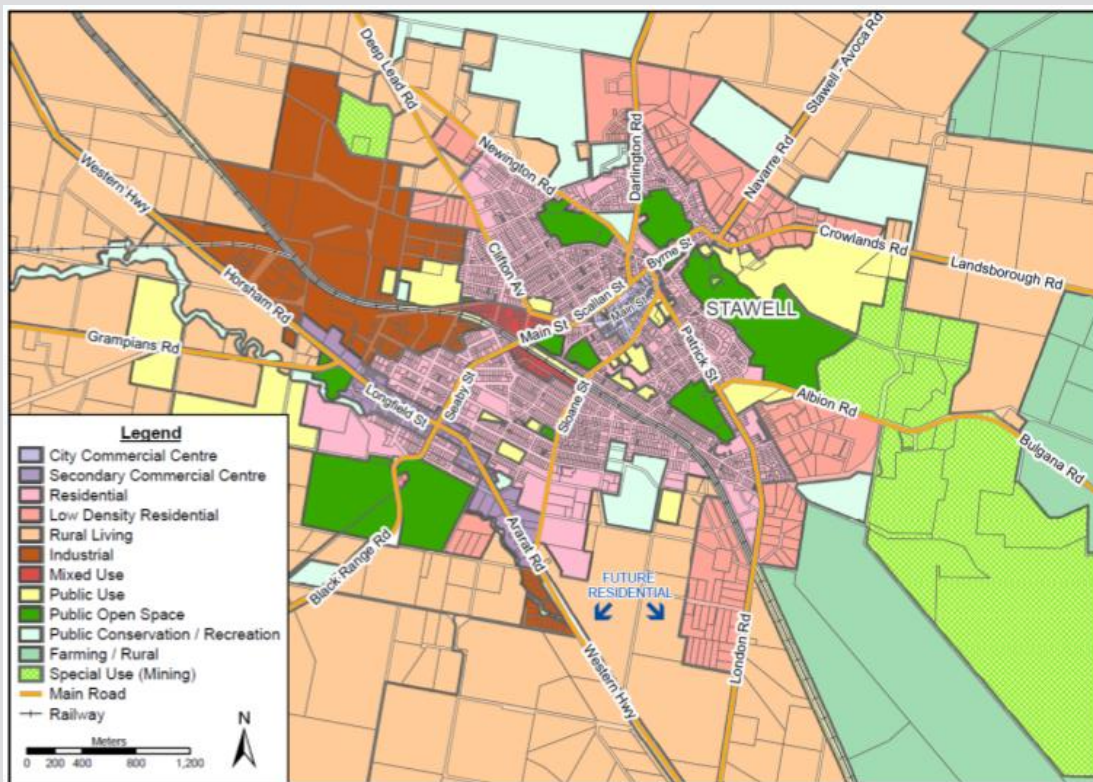 Deep Lead Rd
Newington Rd
Darlington Rd
Stawell - Avoca Rd
Navarre Rd
Western Hwy
Crowlands Rd
Landsborough Rd
Byrne St
Clifton Av
Scallan St
Main St
Main St
STAWELL
Horsham Rd
Grampians Rd
Patrick St
Seaby St
Sloane St
Longfield St
Albion Rd
Bulgana Rd
Black Range Rd
Ararat Rd
FUTURE
RESIDENTIAL
London Rd
Western Hwy
Legend
City Commercial Centre
Secondary Commercial Centre
Residential
Low Density Residential
Rural Living
Industrial
Mixed Use
Public Use
Public Open Space
Public Conservation / Recreation
Farming / Rural
Special Use (Mining)
Main Road
Railway
N
Meters
0 200 400 800 1,200